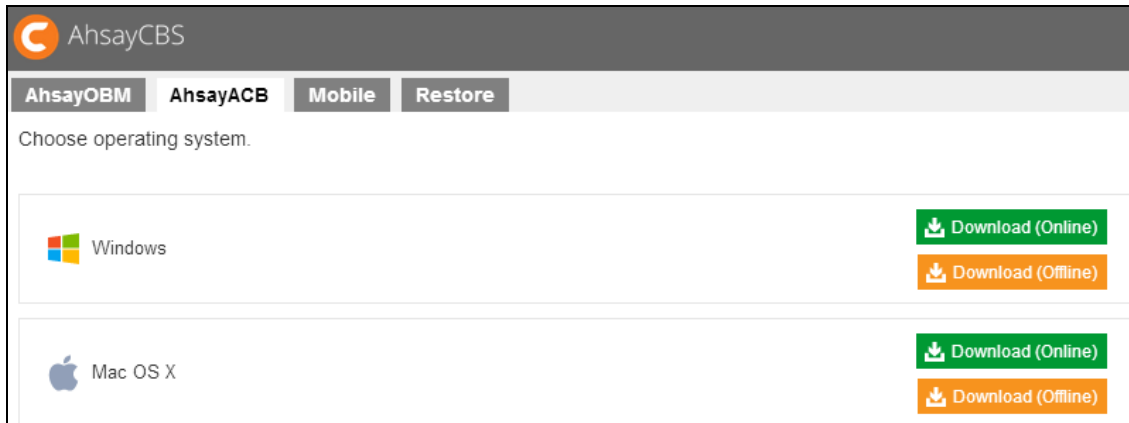 AhsayCBS
AhsayOBM AhsayACB Mobile Restore
Choose operating system.
Download (Online)
Windows
Download (Offline)
Download (Online)
Mac OS X
Download (Offline)